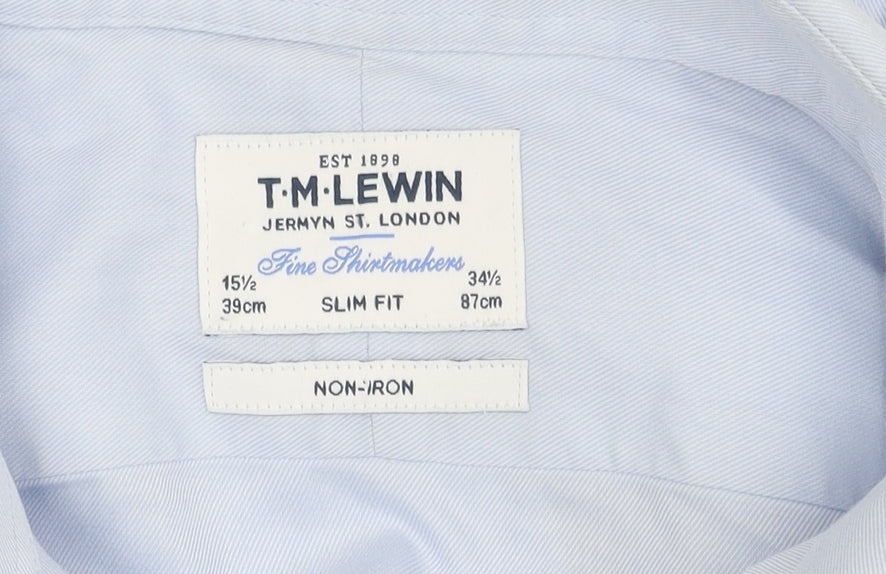 EST 1898
T·M·LEWIN
JERMYN ST. LONDON
Fine Shirtmakers
15½ 34½
39cm SLIM FIT 87cm
NON-IRON